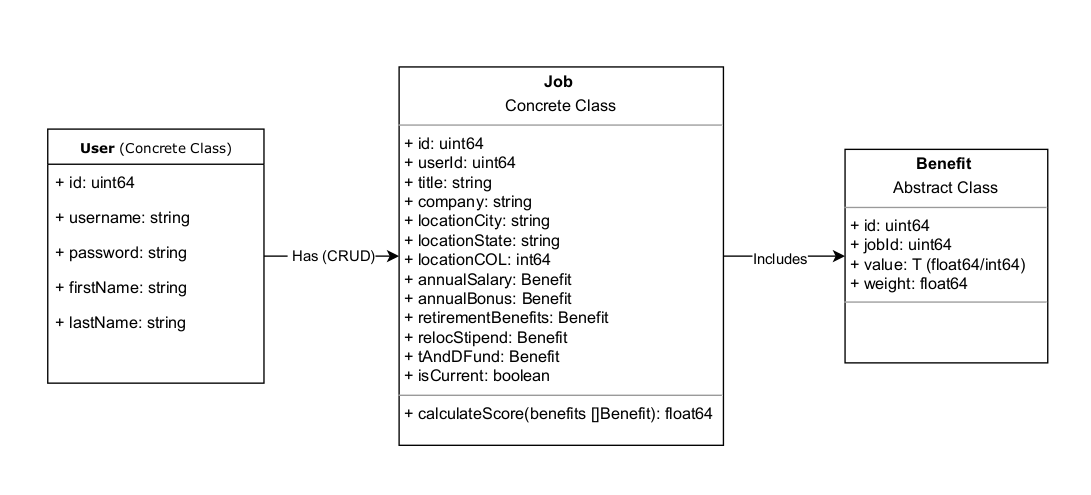 User (Concrete Class)
+ id: uint64
+ username: string
+ password: string
+ firstName: string
+ lastName: string
Has (CRUD)
Job
Concrete Class
+ id: uint64
+ userId: uint64
+ title: string
+ company: string
+ locationCity: string
+ locationState: string
+ locationCOL: int64
+ annualSalary: Benefit
+ annualBonus: Benefit
+ retirementBenefits: Benefit
+ relocStipend: Benefit
+ tAndDFund: Benefit
+ isCurrent: boolean
+ calculateScore(benefits []Benefit): float64
Includes
Benefit
Abstract Class
+ id: uint64
+ jobId: uint64
+ value: T (float64/int64)
+ weight: float64